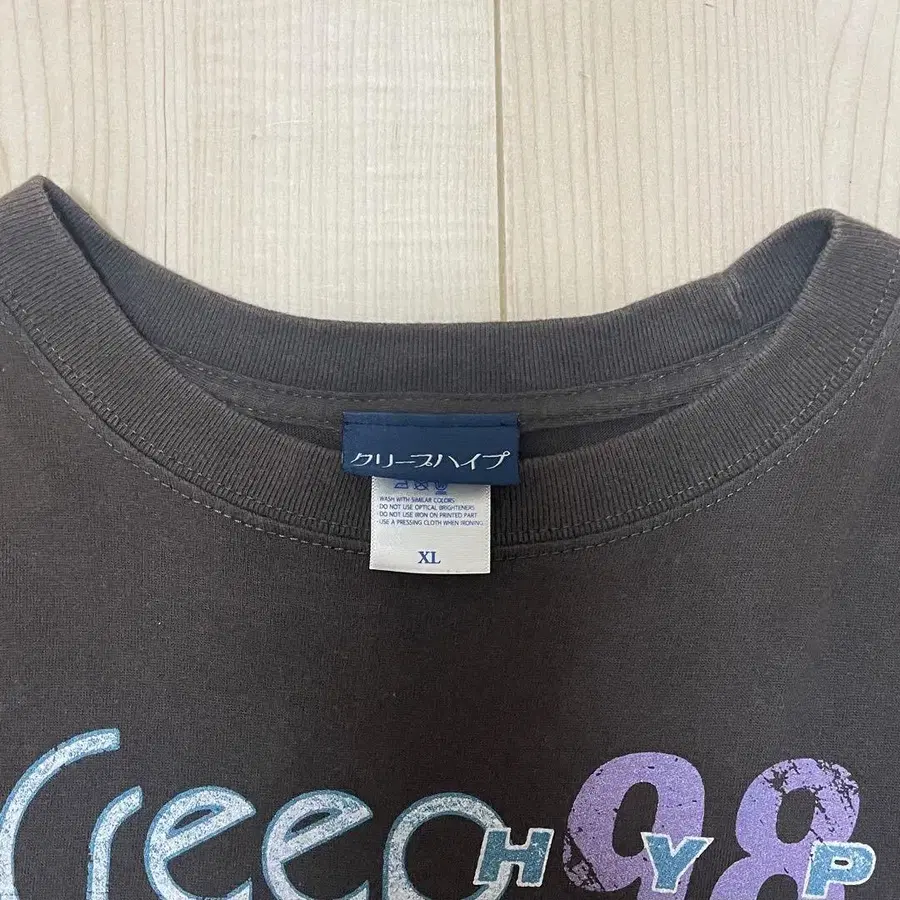 クリープハイプ
WASH WITH SIMILAR COLORS
DO NOT USE OPTICAL BRIGHTENERS
DO NOT USE IRON ON PRINTED PART
USE A PRESSING CLOTH WHEN IRONING.
XL
Creep 98
HYP